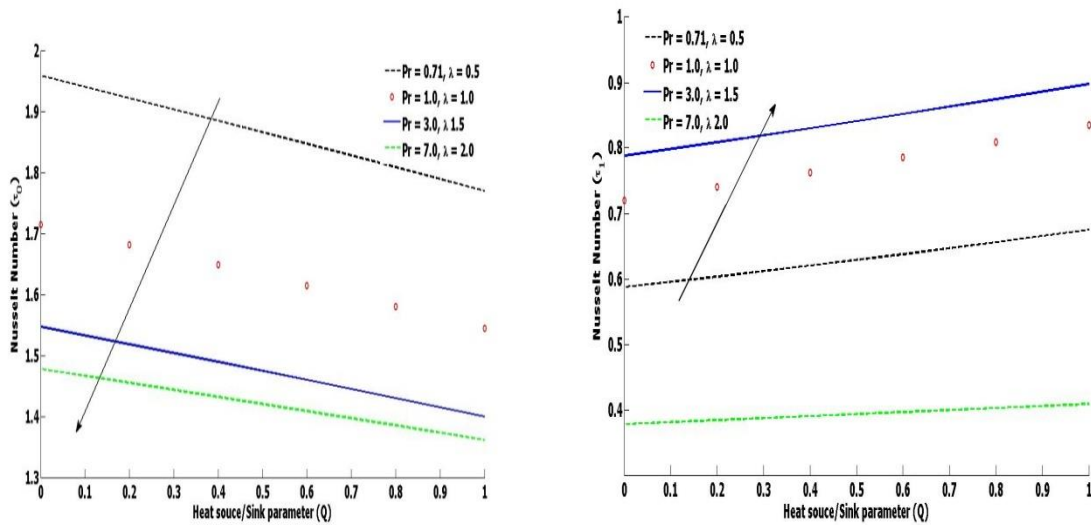 2
1.9
1.8
1.7
1.6
1.5
1.4
1.3
Nusselt Number (τ0)
0 0.1 0.2 0.3 0.4 0.5 0.6 0.7 0.8 0.9 1
Heat souce/Sink parameter (Q)
Pr = 0.71, λ = 0.5
Pr = 1.0, λ = 1.0
Pr = 3.0, λ 1.5
Pr = 7.0, λ 2.0
1
0.9
0.8
0.7
0.6
0.5
0.4
Nusselt Number (τ1)
0 0.1 0.2 0.3 0.4 0.5 0.6 0.7 0.8 0.9 1
Heat souce/Sink parameter (Q)
Pr = 0.71, λ = 0.5
Pr = 1.0, λ = 1.0
Pr = 3.0, λ = 1.5
Pr = 7.0, λ 2.0